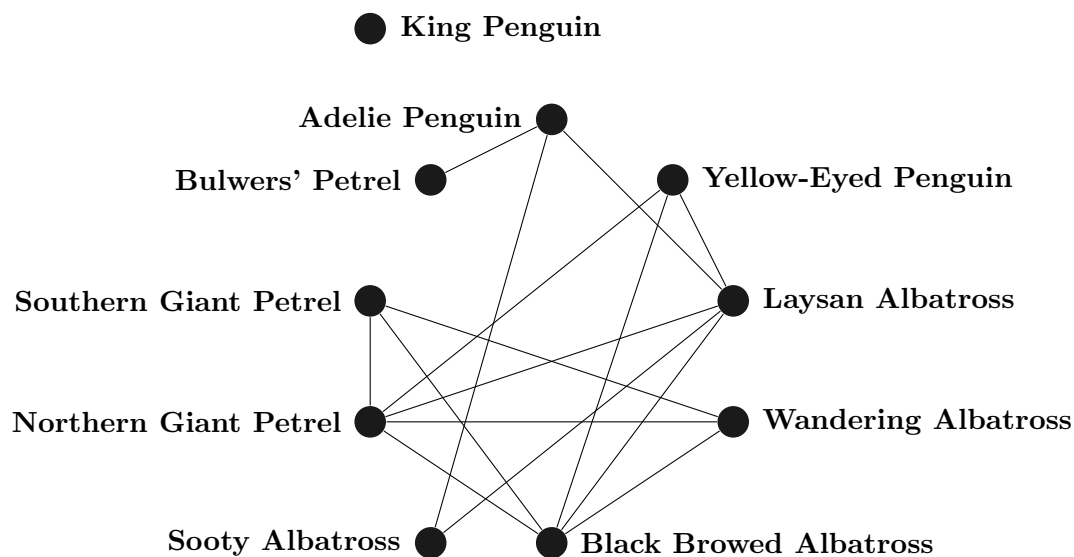 King Penguin
Adelie Penguin
Bulwers’ Petrel
Yellow-Eyed Penguin
Southern Giant Petrel
Laysan Albatross
Northern Giant Petrel
Wandering Albatross
Sooty Albatross
Black Browed Albatross